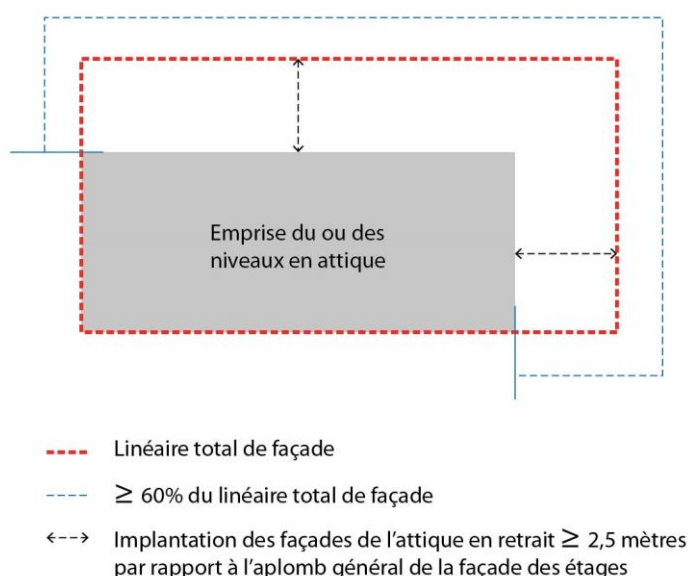 Emprise du ou des
niveaux en attique
Linéaire total de façade
≥ 60% du linéaire total de façade
Implantation des façades de l’attique en retrait ≥ 2,5 mètres
par rapport à l’aplomb général de la façade des étages